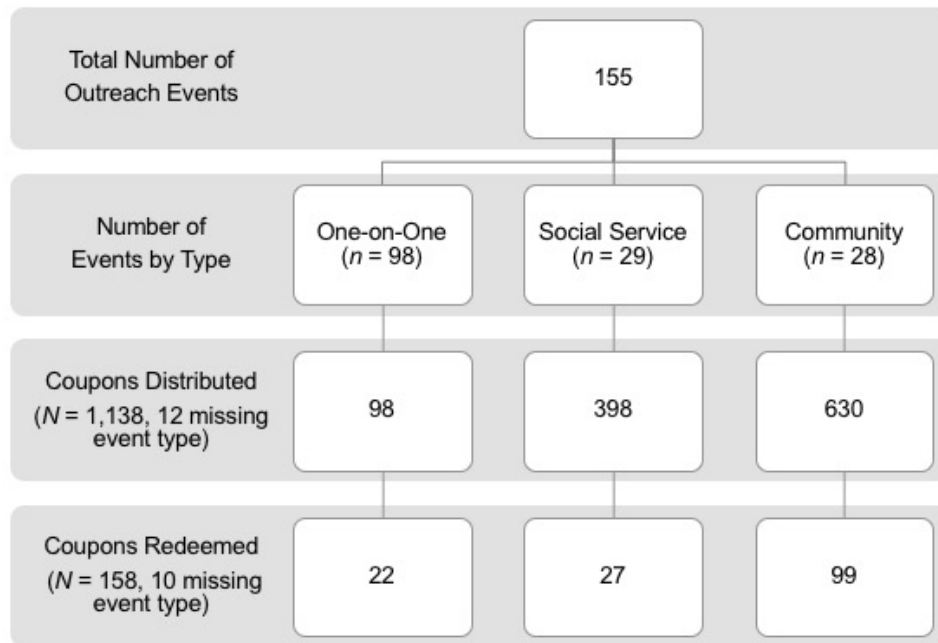 Total Number of
Outreach Events
155
Number of
Events by Type
One-on-One
(n = 98)
Social Service
(n = 29)
Community
(n = 28)
Coupons Distributed
(N = 1,138, 12 missing
event type)
98
398
630
Coupons Redeemed
(N = 158, 10 missing
event type)
22
27
99